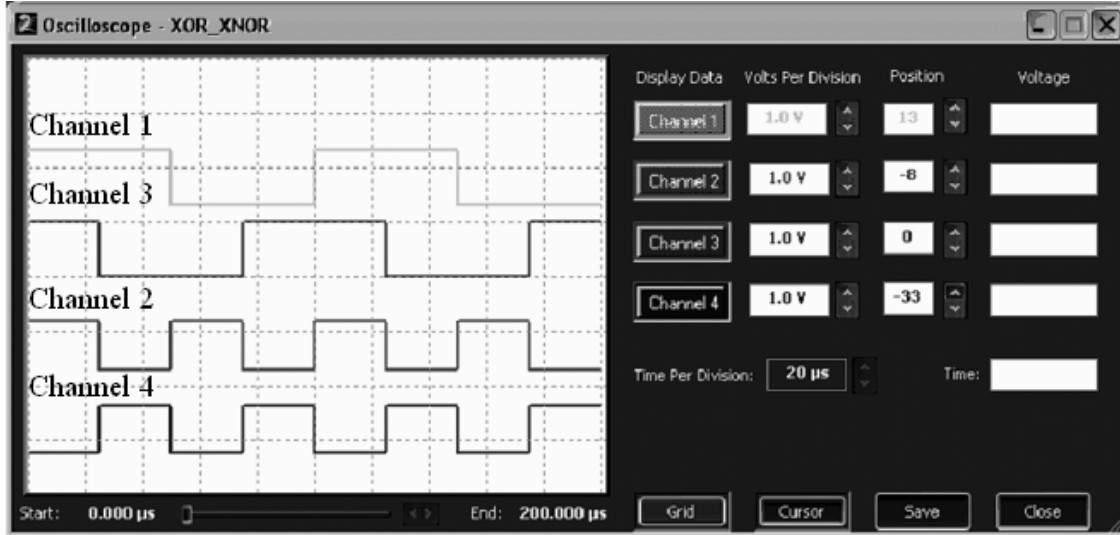 Oscilloscope - XOR_XNOR
Channel 1
Channel 3
Channel 2
Channel 4
Display Data Volts Per Division Position Voltage
Channel 1 1.0 V 13
Channel 2 1.0 V -8
Channel 3 1.0 V 0
Channel 4 1.0 V -33
Time Per Division: 20 µs Time:
Start: 0.000 µs End: 200.000 µs
Grid Cursor Save Close